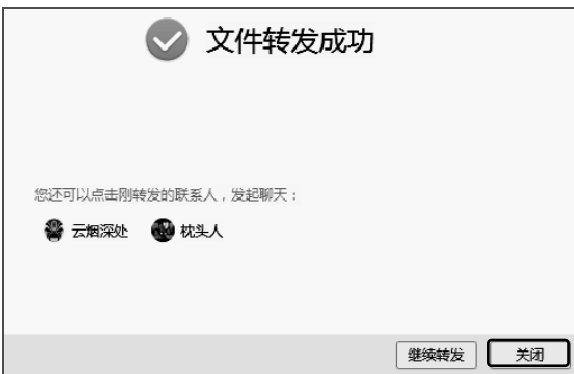 文件转发成功
您还可以点击刚转发的联系人，发起聊天：
云烟深处 枕头人
继续转发 关闭